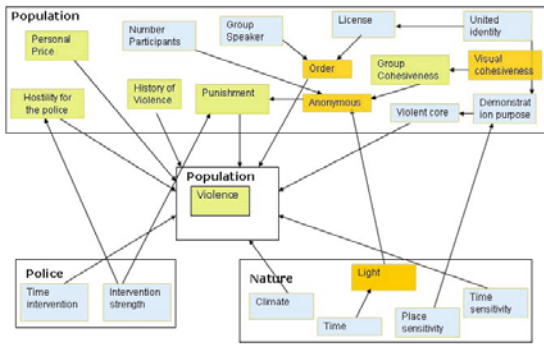 Population
Personal
Price
Number
Participants
Group
Speaker
License
United
identity
Order
Group
Cohesiveness
Visual
cohesiveness
Hostility for
the police
History of
Violence
Punishment
Anonymous
Violent core
Demonstrat
ion purpose
Population
Violence
Police
Time
intervention
Intervention
strength
Nature
Light
Climate
Time
Place
sensitivity
Time
sensitivity